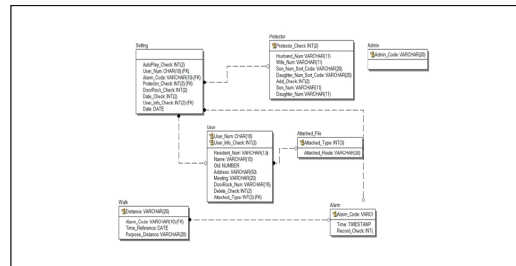 Setting
AutoPlay_Check: INT(2)
User_Num: CHAR(18) (FK)
Alarm_Code: VARCHAR(10) (FK)
Protector_Check: INT(2) (FK)
DoorRock_Check: INT(2)
Date_Check: INT(2)
User_Info_Check: INT(2) (FK)
Date: DATE
Protector
Protector_Check: INT(2)
Husband_Num: VARCHAR(11)
Wife_Num: VARCHAR(11)
Son_Num_Sort_Code: VARCHAR(20)
Daughter_Num_Sort_Code: VARCHAR(20)
Add_Check: INT(2)
Son_Num: VARCHAR(11)
Daughter_Num: VARCHAR(11)
Admin
Admin_Code: VARCHAR(20)
User
User_Num: CHAR(18)
User_Info_Check: INT(2)
Resident_Num: VARCHAR(13)
Name: VARCHAR(10)
Old: NUMBER
Address: VARCHAR(50)
Meeting: VARCHAR(20)
DoorRock_Num: VARCHAR(15)
Delete_Check: INT(2)
Attached_Type: INT(3) (FK)
Attached_File
Attached_Type: INT(3)
Attached_Route: VARCHAR(30)
Walk
Distance: VARCHAR(20)
Alarm_Code: VARCHAR(10) (FK)
Time_Reference: DATE
Purpose_Distance: VARCHAR(20)
Alarm
Alarm_Code: VARC
Time: TIMESTAMP
Record_Check: INT(